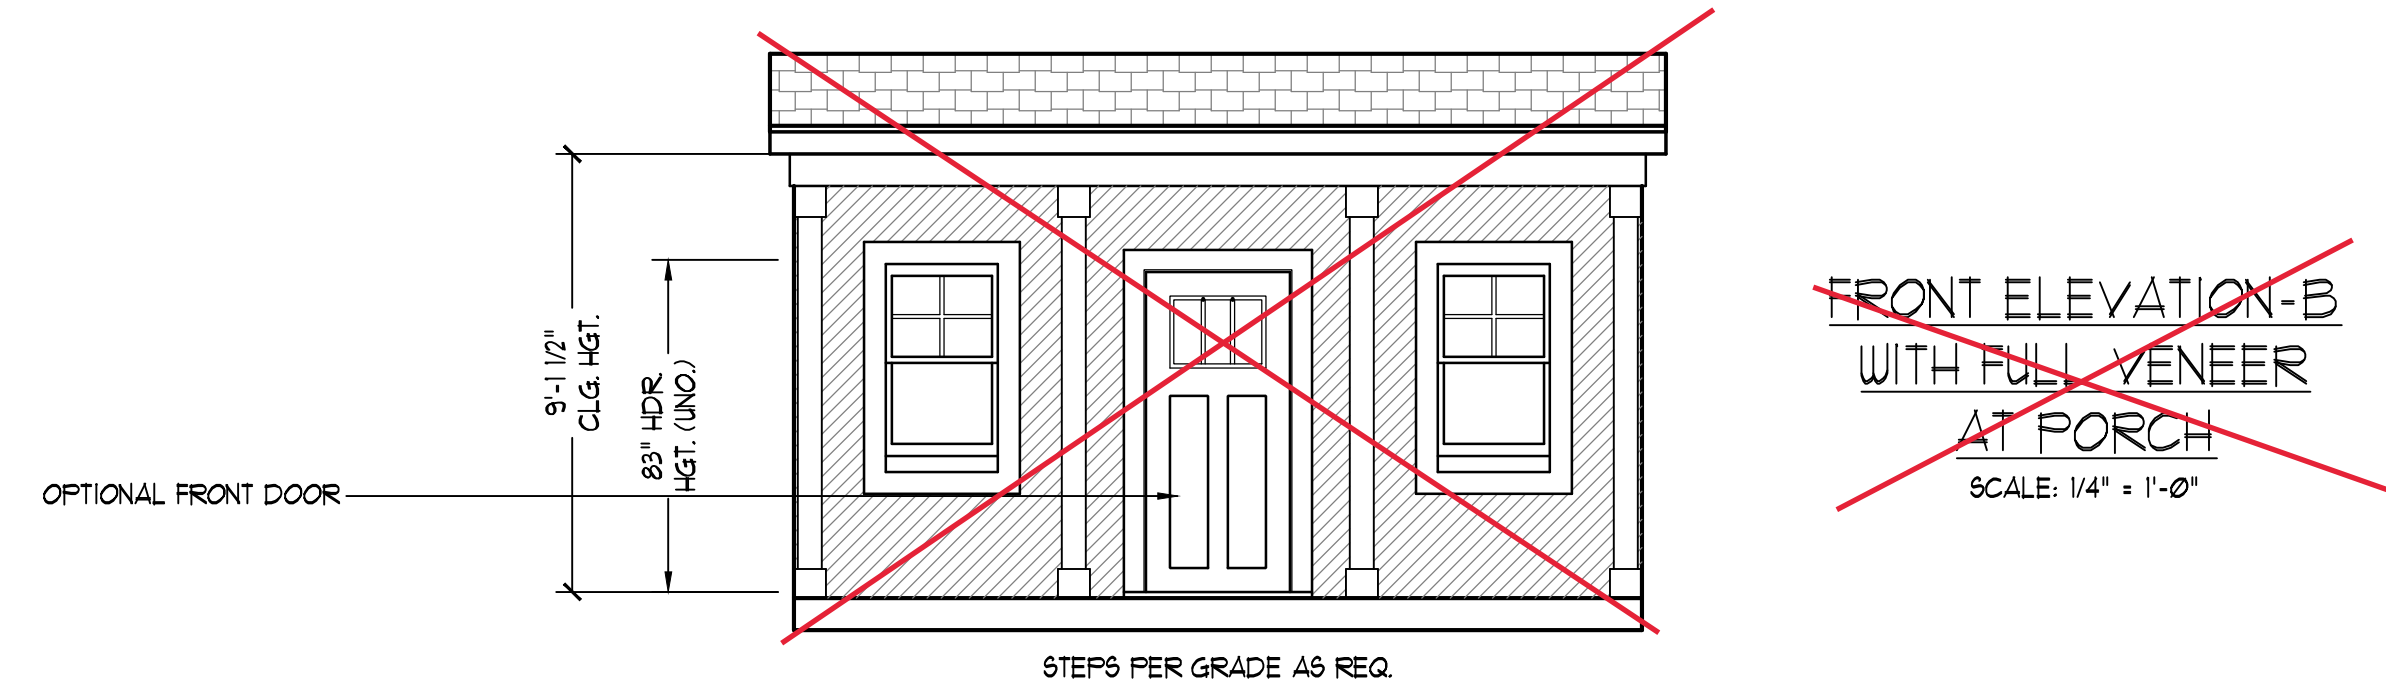 9'-1 1/2"
CLG. HGT.
83" HDR.
HGT. (UNO.)
OPTIONAL FRONT DOOR
STEPS PER GRADE AS REQ.
FRONT ELEVATION-B
WITH FULL VENEER
AT PORCH
SCALE: 1/4" = 1'-0"